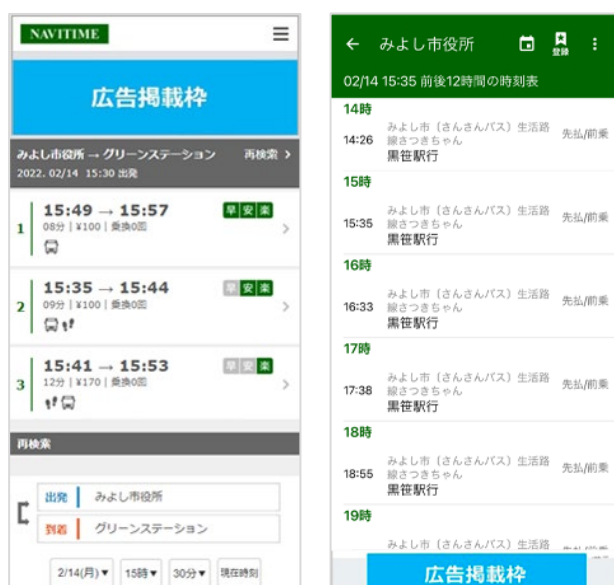 NAVITIME
広告掲載枠
みよし市役所 → グリーンステーション 再検索 >
2022. 02/14 15:30 出発
1 15:49 → 15:57 早 安 楽
08分 | ¥100 | 乗換0回
2 15:35 → 15:44 早 安 楽
09分 | ¥100 | 乗換0回
3 15:41 → 15:53 早 安 楽
12分 | ¥170 | 乗換0回
再検索
出発 みよし市役所
到着 グリーンステーション
2/14(月)▼ 15時▼ 30分▼ 現在時刻
← みよし市役所 登録
02/14 15:35 前後12時間の時刻表
14時
14:26 みよし市（さんさんバス）生活路 先払/前乗
線さつきちゃん
黒笹駅行
15時
15:35 みよし市（さんさんバス）生活路 先払/前乗
線さつきちゃん
黒笹駅行
16時
16:33 みよし市（さんさんバス）生活路 先払/前乗
線さつきちゃん
黒笹駅行
17時
17:38 みよし市（さんさんバス）生活路 先払/前乗
線さつきちゃん
黒笹駅行
18時
18:55 みよし市（さんさんバス）生活路 先払/前乗
線さつきちゃん
黒笹駅行
19時
みよし市（さんさんバス）生活路
広告掲載枠